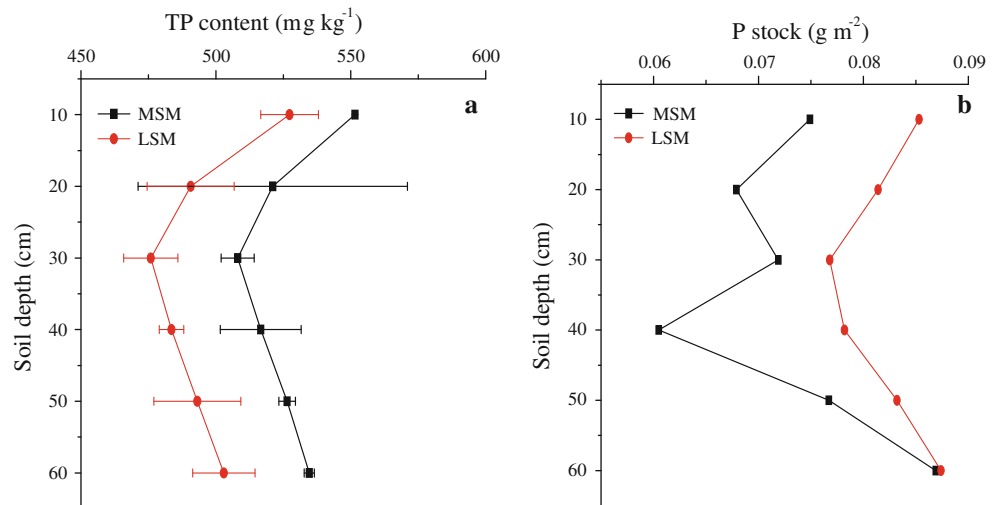 TP content (mg kg⁻¹)
450 500 550 600
MSM
LSM
a
10
20
30
40
50
60
Soil depth (cm)
P stock (g m⁻²)
0.06 0.07 0.08 0.09
MSM
LSM
b
10
20
30
40
50
60
Soil depth (cm)